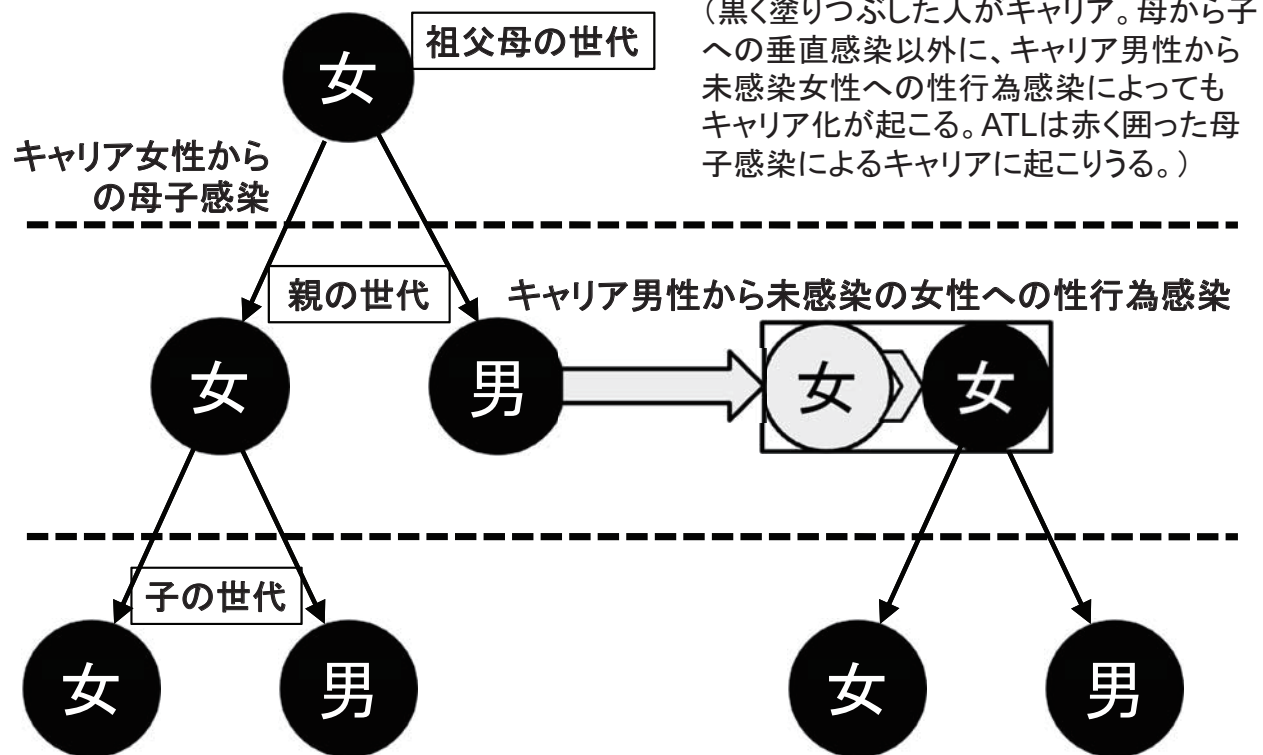 （黒く塗りつぶした人がキャリア。母から子
への垂直感染以外に、キャリア男性から
未感染女性への性行為感染によっても
キャリア化が起こる。ATLは赤く囲った母
子感染によるキャリアに起こりうる。）
祖父母の世代
女
キャリア女性から
の母子感染
親の世代
キャリア男性から未感染の女性への性行為感染
女
男
女
女
子の世代
女
男
女
男